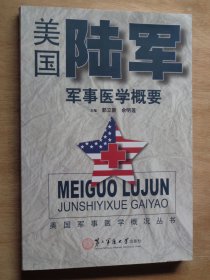 美国
陆军
军事医学概要
主编
MEIGUO LUJUN
JUNSHIYIXUE GAIYAO
美国军事医学概况丛书
第二军医大学出版社